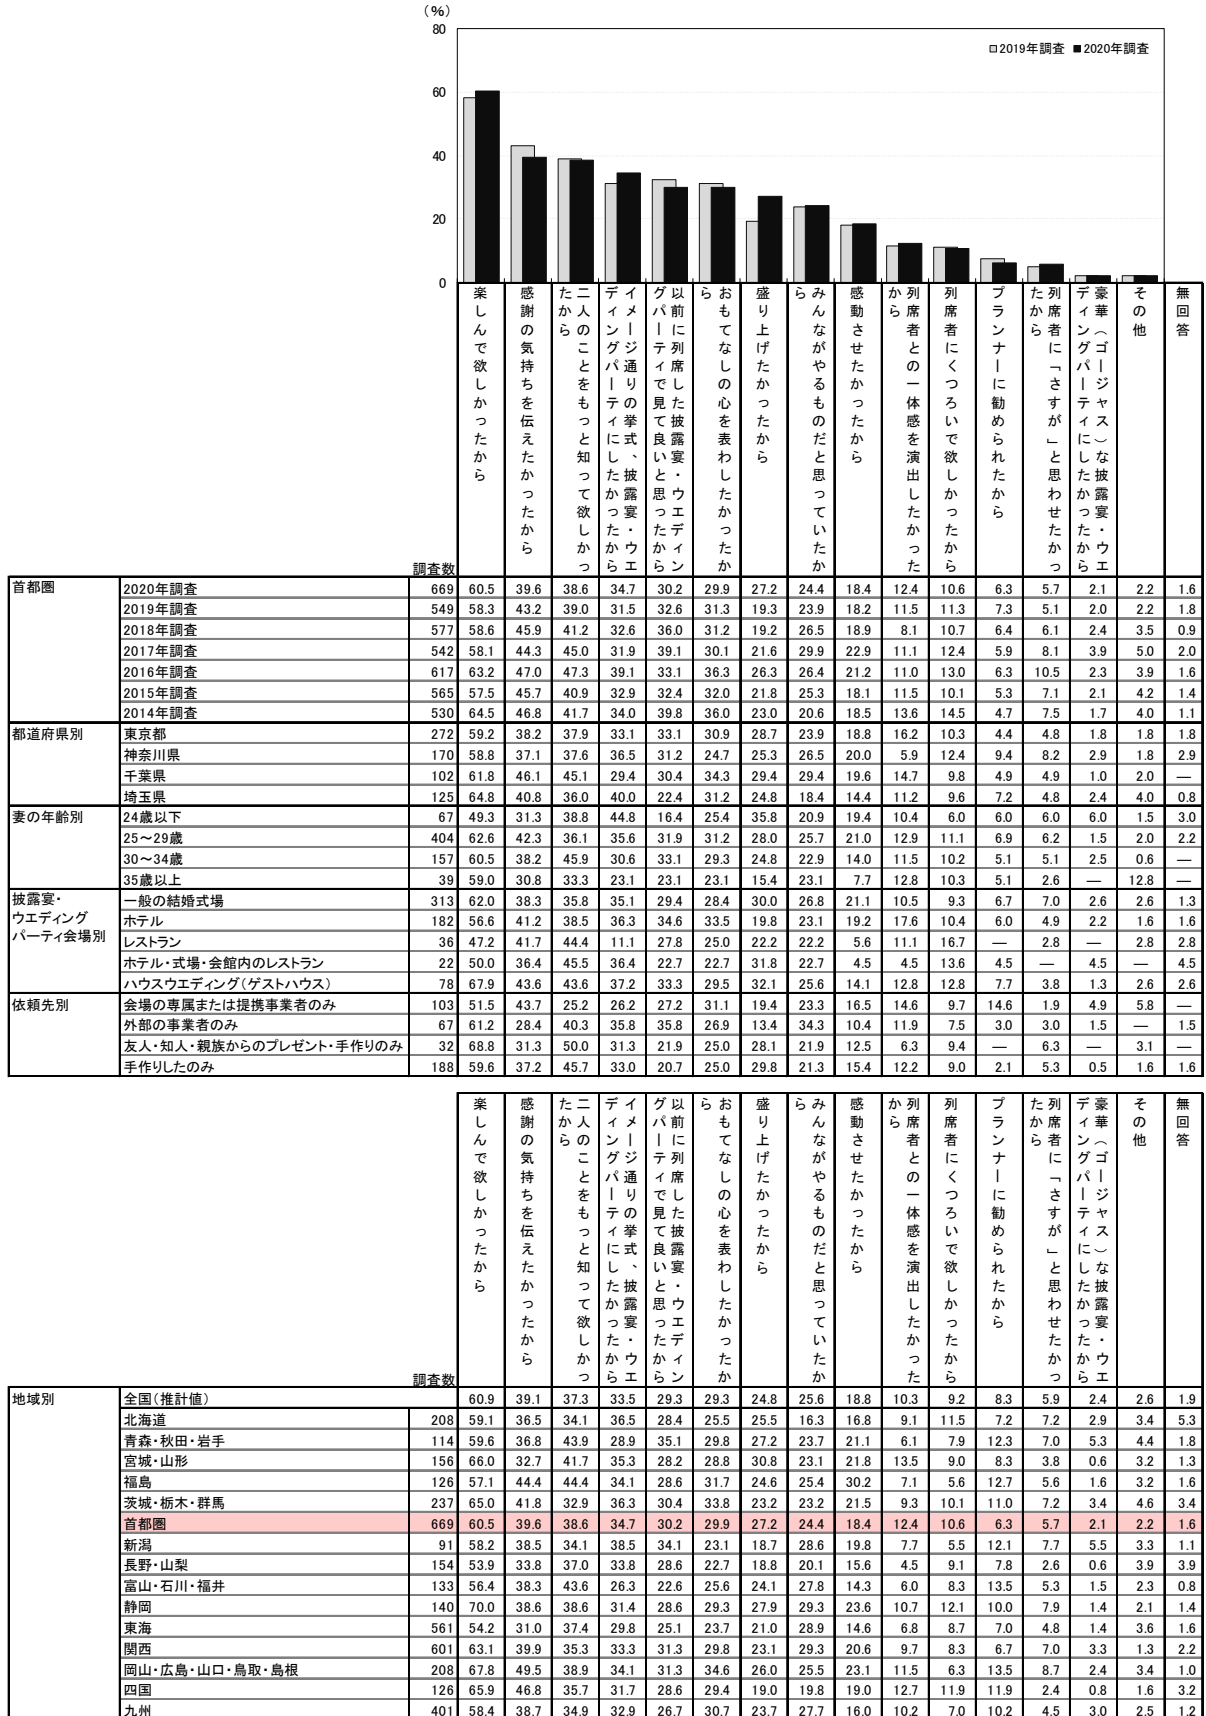 (%)
80
60
40
20
0
2019年調査 2020年調査
楽しんで欲しかったから
感謝の気持ちを伝えたかったから
二人のことをもっと知って欲しかったから
イメージ通りの挙式、披露宴・ウエディングパーティにしたかったから
以前に列席した披露宴・ウエディングパーティで見て良いと思ったから
おもてなしの心を表わしたかったから
盛り上げたかったから
みんながやるものだと思っていたから
感動させたかったから
列席者との一体感を演出したかったから
列席者にくつろいで欲しかったから
プランナーに勧められたから
列席者に「さすが」と思わせたかったから
豪華（ゴージャス）な披露宴・ウエディングパーティにしたかったから
その他
無回答
調査数
首都圏 2020年調査 669 60.5 39.6 38.6 34.7 30.2 29.9 27.2 24.4 18.4 12.4 10.6 6.3 5.7 2.1 2.2 1.6
2019年調査 549 58.3 43.2 39.0 31.5 32.6 31.3 19.3 23.9 18.2 11.5 11.3 7.3 5.1 2.0 2.2 1.8
2018年調査 577 58.6 45.9 41.2 32.6 36.0 31.2 19.2 26.5 18.9 8.1 10.7 6.4 6.1 2.4 3.5 0.9
2017年調査 542 58.1 44.3 45.0 31.9 39.1 30.1 21.6 29.9 22.9 11.1 12.4 5.9 8.1 3.9 5.0 2.0
2016年調査 617 63.2 47.0 47.3 39.1 33.1 36.3 26.3 26.4 21.2 11.0 13.0 6.3 10.5 2.3 3.9 1.6
2015年調査 565 57.5 45.7 40.9 32.9 32.4 32.0 21.8 25.3 18.1 11.5 10.1 5.3 7.1 2.1 4.2 1.4
2014年調査 530 64.5 46.8 41.7 34.0 39.8 36.0 23.0 20.6 18.5 13.6 14.5 4.7 7.5 1.7 4.0 1.1
都道府県別 東京都 272 59.2 38.2 37.9 33.1 33.1 30.9 28.7 23.9 18.8 16.2 10.3 4.4 4.8 1.8 1.8 1.8
神奈川県 170 58.8 37.1 37.6 36.5 31.2 24.7 25.3 26.5 20.0 5.9 12.4 9.4 8.2 2.9 1.8 2.9
千葉県 102 61.8 46.1 45.1 29.4 30.4 34.3 29.4 29.4 19.6 14.7 9.8 4.9 4.9 1.0 2.0 —
埼玉県 125 64.8 40.8 36.0 40.0 22.4 31.2 24.8 18.4 14.4 11.2 9.6 7.2 4.8 2.4 4.0 0.8
妻の年齢別 24歳以下 67 49.3 31.3 38.8 44.8 16.4 25.4 35.8 20.9 19.4 10.4 6.0 6.0 6.0 6.0 1.5 3.0
25～29歳 404 62.6 42.3 36.1 35.6 31.9 31.2 28.0 25.7 21.0 12.9 11.1 6.9 6.2 1.5 2.0 2.2
30～34歳 157 60.5 38.2 45.9 30.6 33.1 29.3 24.8 22.9 14.0 11.5 10.2 5.1 5.1 2.5 0.6 —
35歳以上 39 59.0 30.8 33.3 23.1 23.1 23.1 15.4 23.1 7.7 12.8 10.3 5.1 2.6 — 12.8 —
披露宴・ウエディングパーティ会場別 一般の結婚式場 313 62.0 38.3 35.8 35.1 29.4 28.4 30.0 26.8 21.1 10.5 9.3 6.7 7.0 2.6 2.6 1.3
ホテル 182 56.6 41.2 38.5 36.3 34.6 33.5 19.8 23.1 19.2 17.6 10.4 6.0 4.9 2.2 1.6 1.6
レストラン 36 47.2 41.7 44.4 11.1 27.8 25.0 22.2 22.2 5.6 11.1 16.7 — 2.8 — 2.8 2.8
ホテル・式場・会館内のレストラン 22 50.0 36.4 45.5 36.4 22.7 22.7 31.8 22.7 4.5 4.5 13.6 4.5 — 4.5 — 4.5
ハウスウエディング（ゲストハウス） 78 67.9 43.6 43.6 37.2 33.3 29.5 32.1 25.6 14.1 12.8 12.8 7.7 3.8 1.3 2.6 2.6
依頼先別 会場の専属または提携事業者のみ 103 51.5 43.7 25.2 26.2 27.2 31.1 19.4 23.3 16.5 14.6 9.7 14.6 1.9 4.9 5.8 —
外部の事業者のみ 67 61.2 28.4 40.3 35.8 35.8 26.9 13.4 34.3 10.4 11.9 7.5 3.0 3.0 1.5 — 1.5
友人・知人・親族からのプレゼント・手作りのみ 32 68.8 31.3 50.0 31.3 21.9 25.0 28.1 21.9 12.5 6.3 9.4 — 6.3 — 3.1 —
手作りしたのみ 188 59.6 37.2 45.7 33.0 20.7 25.0 29.8 21.3 15.4 12.2 9.0 2.1 5.3 0.5 1.6 1.6
楽しんで欲しかったから
感謝の気持ちを伝えたかったから
二人のことをもっと知って欲しかったから
イメージ通りの挙式、披露宴・ウエディングパーティにしたかったから
以前に列席した披露宴・ウエディングパーティで見て良いと思ったから
おもてなしの心を表わしたかったから
盛り上げたかったから
みんながやるものだと思っていたから
感動させたかったから
列席者との一体感を演出したかったから
列席者にくつろいで欲しかったから
プランナーに勧められたから
列席者に「さすが」と思わせたかったから
豪華（ゴージャス）な披露宴・ウエディングパーティにしたかったから
その他
無回答
調査数
地域別 全国（推計値） 60.9 39.1 37.3 33.5 29.3 29.3 24.8 25.6 18.8 10.3 9.2 8.3 5.9 2.4 2.6 1.9
北海道 208 59.1 36.5 34.1 36.5 28.4 25.5 25.5 16.3 16.8 9.1 11.5 7.2 7.2 2.9 3.4 5.3
青森・秋田・岩手 114 59.6 36.8 43.9 28.9 35.1 29.8 27.2 23.7 21.1 6.1 7.9 12.3 7.0 5.3 4.4 1.8
宮城・山形 156 66.0 32.7 41.7 35.3 28.2 28.8 30.8 23.1 21.8 13.5 9.0 8.3 3.8 0.6 3.2 1.3
福島 126 57.1 44.4 44.4 34.1 28.6 31.7 24.6 25.4 30.2 7.1 5.6 12.7 5.6 1.6 3.2 1.6
茨城・栃木・群馬 237 65.0 41.8 32.9 36.3 30.4 33.8 23.2 23.2 21.5 9.3 10.1 11.0 7.2 3.4 4.6 3.4
首都圏 669 60.5 39.6 38.6 34.7 30.2 29.9 27.2 24.4 18.4 12.4 10.6 6.3 5.7 2.1 2.2 1.6
新潟 91 58.2 38.5 34.1 38.5 34.1 23.1 18.7 28.6 19.8 7.7 5.5 12.1 7.7 5.5 3.3 1.1
長野・山梨 154 53.9 33.8 37.0 33.8 28.6 22.7 18.8 20.1 15.6 4.5 9.1 7.8 2.6 0.6 3.9 3.9
富山・石川・福井 133 56.4 38.3 43.6 26.3 22.6 25.6 24.1 27.8 14.3 6.0 8.3 13.5 5.3 1.5 2.3 0.8
静岡 140 70.0 38.6 38.6 31.4 28.6 29.3 27.9 29.3 23.6 10.7 12.1 10.0 7.9 1.4 2.1 1.4
東海 561 54.2 31.0 37.4 29.8 25.1 23.7 21.0 28.9 14.6 6.8 8.7 7.0 4.8 1.4 3.6 1.6
関西 601 63.1 39.9 35.3 33.3 31.3 29.8 23.1 29.3 20.6 9.7 8.3 6.7 7.0 3.3 1.3 2.2
岡山・広島・山口・鳥取・島根 208 67.8 49.5 38.9 34.1 31.3 34.6 26.0 25.5 23.1 11.5 6.3 13.5 8.7 2.4 3.4 1.0
四国 126 65.9 46.8 35.7 31.7 28.6 29.4 19.0 19.8 19.0 12.7 11.9 11.9 2.4 0.8 1.6 3.2
九州 401 58.4 38.7 34.9 32.9 26.7 30.7 23.7 27.7 16.0 10.2 7.0 10.2 4.5 3.0 2.5 1.2